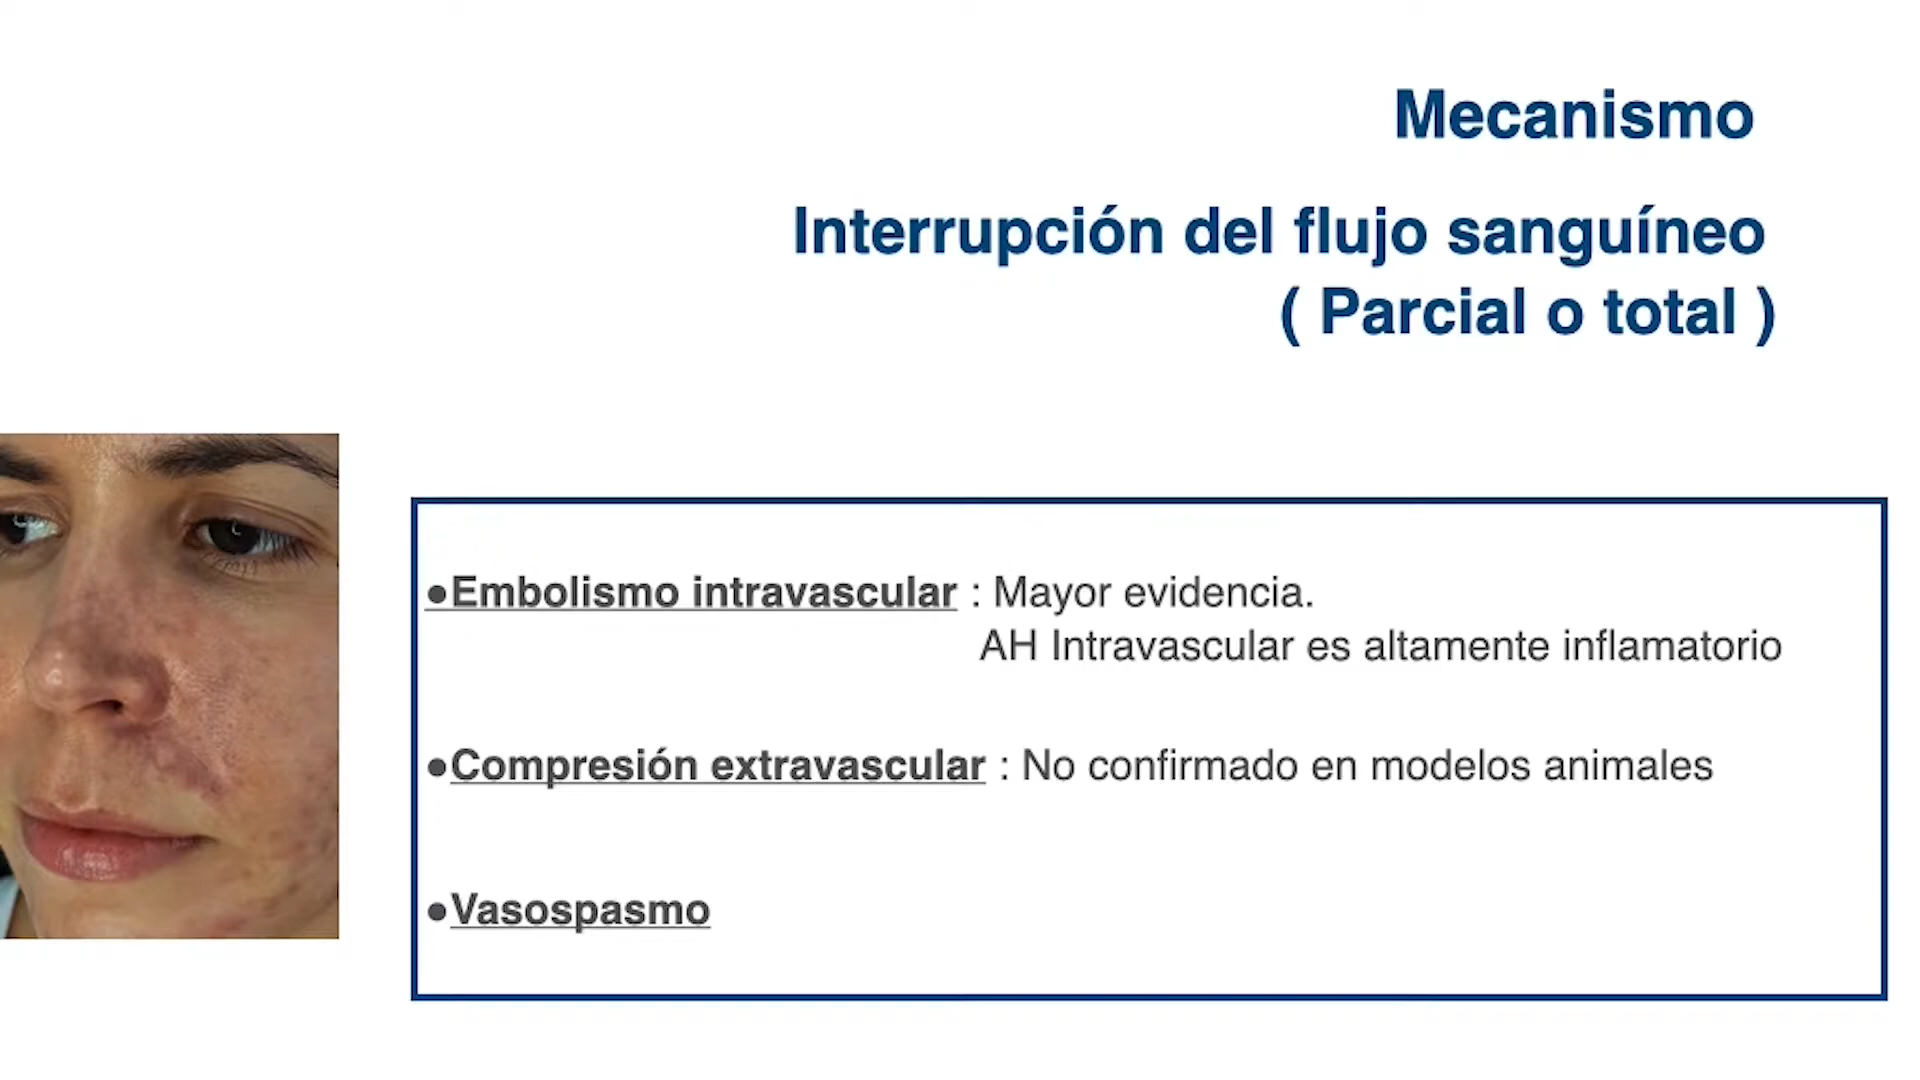 Mecanismo
Interrupción del flujo sanguíneo
( Parcial o total )
●Embolismo intravascular : Mayor evidencia.
AH Intravascular es altamente inflamatorio
●Compresión extravascular : No confirmado en modelos animales
●Vasospasmo